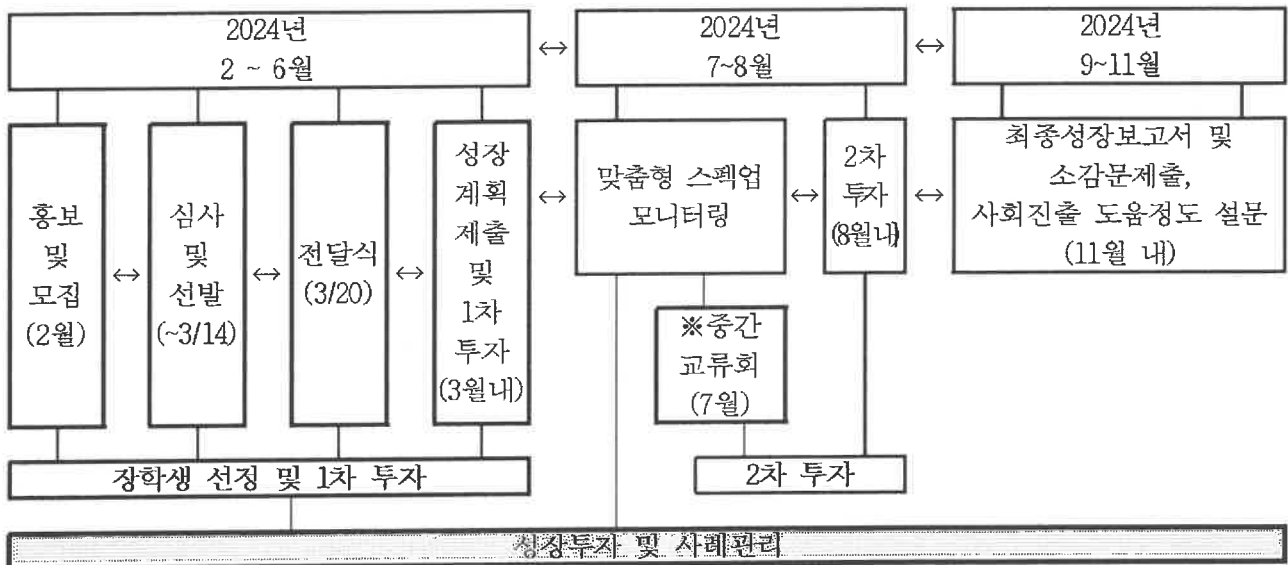 2024년
2 ~ 6월
↔
2024년
7~8월
↔
2024년
9~11월
홍보
및
모집
(2월)
↔
심사
및
선발
(~3/14)
↔
전달식
(3/20)
↔
성장
계획
제출
및
1차
투자
(3월내)
↔
맞춤형 스펙업
모니터링
↔
2차
투자
(8월내)
↔
최종성장보고서 및
소감문제출,
사회진출 도움정도 설문
(11월 내)
※중간
교류회
(7월)
장학생 선정 및 1차 투자
2차 투자
성장투자 및 사례관리